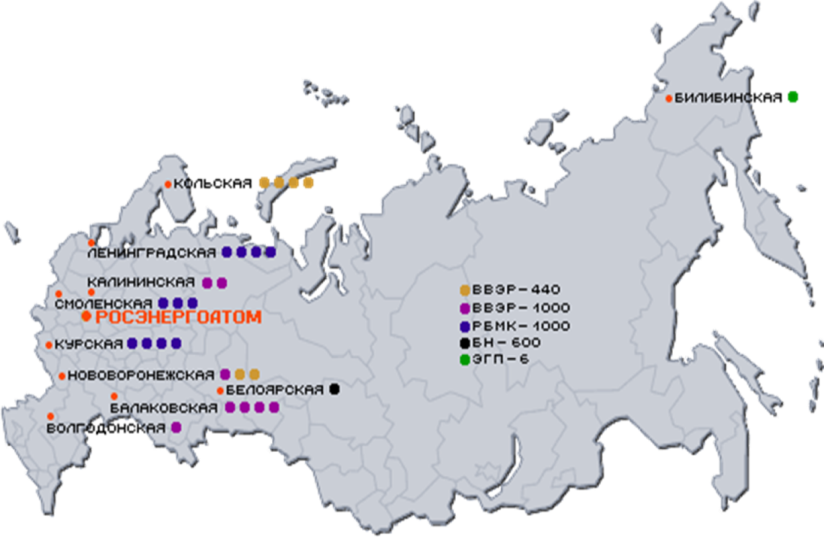 БИЛИБИНСКАЯ
КОЛЬСКАЯ
ЛЕНИНГРАДСКАЯ
КАЛИНИНСКАЯ
СМОЛЕНСКАЯ
РОСЭНЕРГОАТОМ
КУРСКАЯ
НОВОВОРОНЕЖСКАЯ
БЕЛОЯРСКАЯ
БАЛАКОВСКАЯ
ВОЛГОДОНСКАЯ
ВВЭР-440
ВВЭР-1000
РБМК-1000
БН-600
ЭГП-6